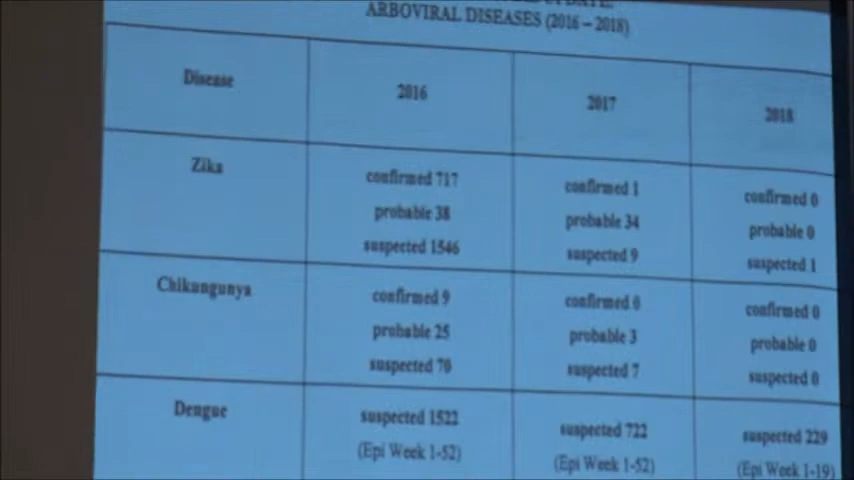 UPDATE:
ARBOVIRAL DISEASES (2016 – 2018)
Disease 2016 2017 2018
Zika
confirmed 717
probable 38
suspected 1546
confirmed 1
probable 34
suspected 9
confirmed 0
probable 0
suspected 1
Chikungunya
confirmed 9
probable 25
suspected 70
confirmed 0
probable 3
suspected 7
confirmed 0
probable 0
suspected 0
Dengue
suspected 1522
(Epi Week 1-52)
suspected 722
(Epi Week 1-52)
suspected 229
(Epi Week 1-19)